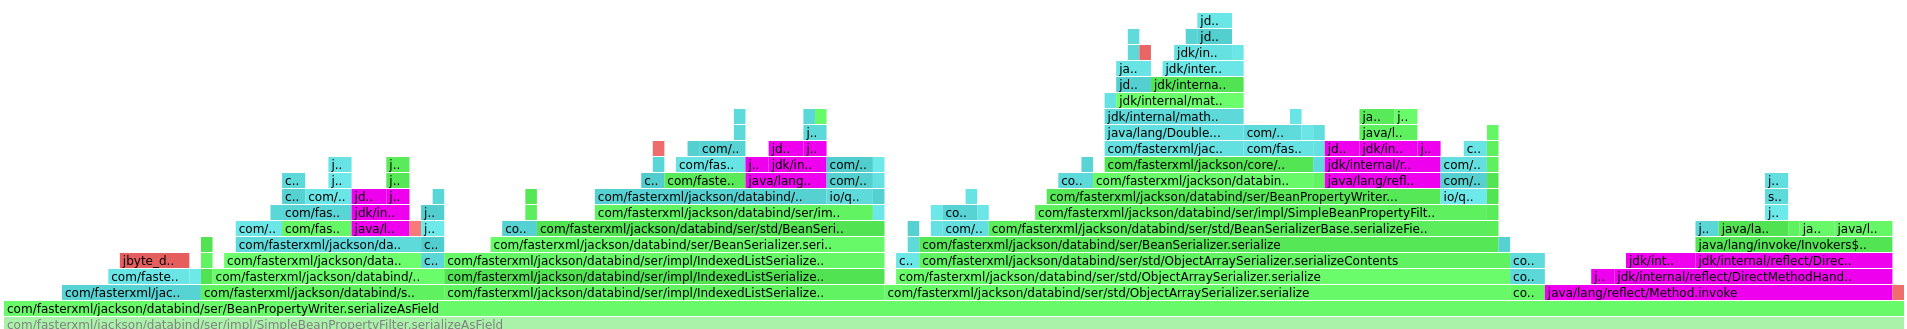 jd..
jd..
jdk/in..
ja.. jdk/inter..
jd.. jdk/interna..
jdk/internal/mat..
j.. jdk/internal/math.. ja.. j..
java/lang/Double... com/.. java/l..
com/.. jd.. j.. com/fasterxml/jac.. com/fas.. jd.. jdk/in.. j.. c..
j.. j.. com/fas.. j.. jdk/in.. com/.. com/fasterxml/jackson/core/.. jdk/internal/r.. com/..
c.. j.. j.. c.. com/faste.. java/lang.. com/.. co.. com/fasterxml/jackson/databin.. java/lang/refl.. com/.. j..
c.. com/.. jd.. j.. com/fasterxml/jackson/databind/.. io/q.. com/fasterxml/jackson/databind/ser/BeanPropertyWriter... io/q.. s..
com/fas.. jdk/in.. j.. com/fasterxml/jackson/databind/ser/im.. co.. com/fasterxml/jackson/databind/ser/impl/SimpleBeanPropertyFilt.. j..
com/.. com/fas.. java/l.. j.. co.. com/fasterxml/jackson/databind/ser/std/BeanSeri.. com/.. com/fasterxml/jackson/databind/ser/std/BeanSerializerBase.serializeFie.. j.. java/la.. ja.. java/l..
com/fasterxml/jackson/da.. c.. com/fasterxml/jackson/databind/ser/BeanSerializer.seri.. com/fasterxml/jackson/databind/ser/BeanSerializer.serialize java/lang/invoke/Invokers$..
jbyte_d.. com/fasterxml/jackson/data.. c.. com/fasterxml/jackson/databind/ser/impl/IndexedListSerialize.. c.. com/fasterxml/jackson/databind/ser/std/ObjectArraySerializer.serializeContents co.. jdk/int.. jdk/internal/reflect/Direc..
com/faste.. com/fasterxml/jackson/databind/.. com/fasterxml/jackson/databind/ser/impl/IndexedListSerialize.. com/fasterxml/jackson/databind/ser/std/ObjectArraySerializer.serialize co.. j.. jdk/internal/reflect/DirectMethodHand..
com/fasterxml/jac.. com/fasterxml/jackson/databind/s.. com/fasterxml/jackson/databind/ser/impl/IndexedListSerialize.. com/fasterxml/jackson/databind/ser/std/ObjectArraySerializer.serialize co.. java/lang/reflect/Method.invoke
com/fasterxml/jackson/databind/ser/BeanPropertyWriter.serializeAsField
com/fasterxml/jackson/databind/ser/impl/SimpleBeanPropertyFilter.serializeAsField